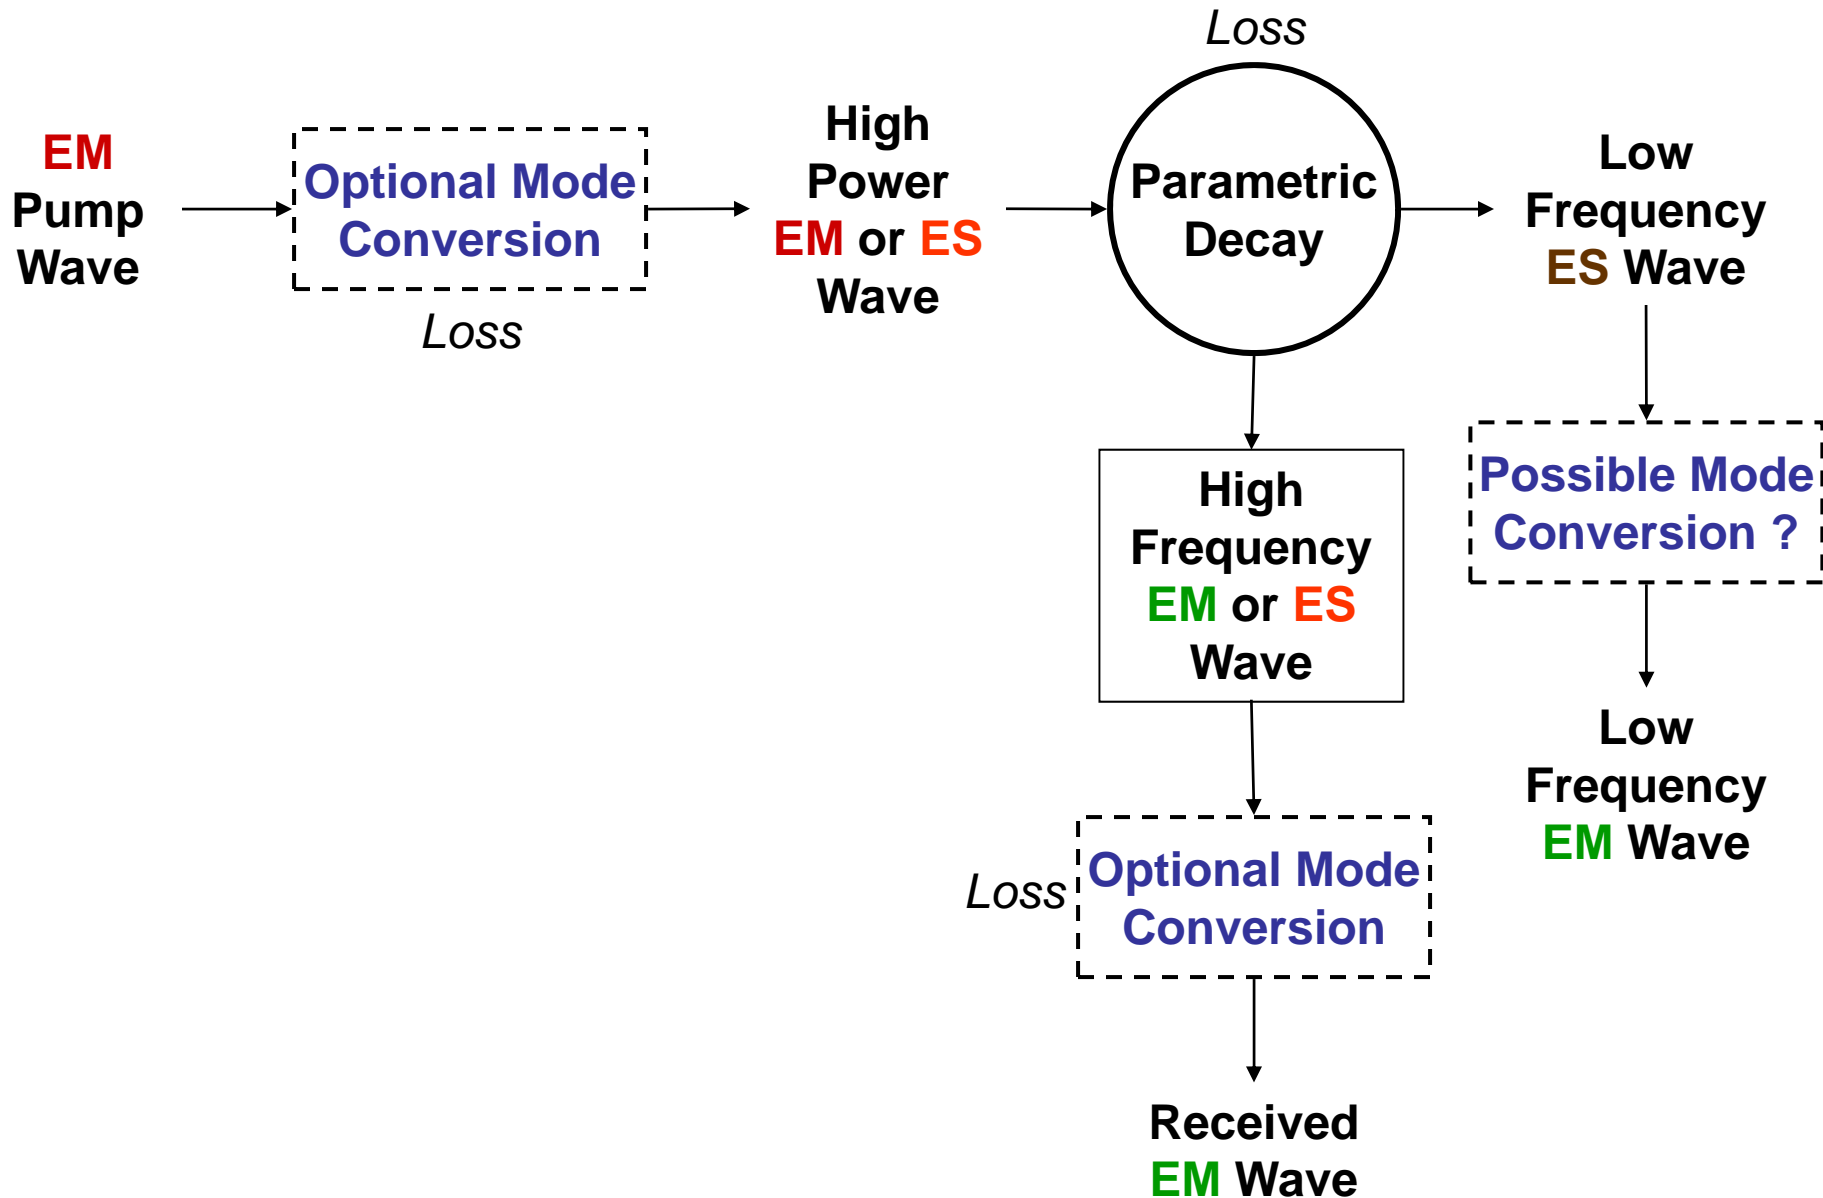 Loss
EM
Pump
Wave
Optional Mode
Conversion
Loss
High
Power
EM or ES
Wave
Parametric
Decay
Low
Frequency
ES Wave
High
Frequency
EM or ES
Wave
Possible Mode
Conversion ?
Low
Frequency
EM Wave
Loss
Optional Mode
Conversion
Received
EM Wave